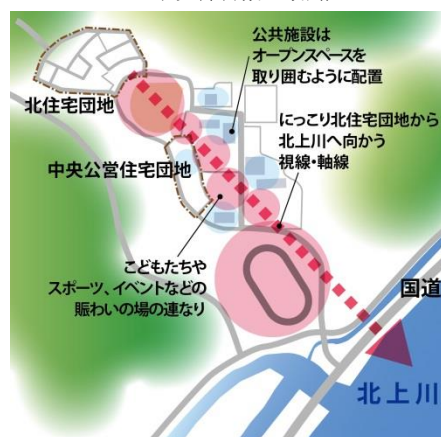 公共施設は
オープンスペースを
取り囲むように配置
北住宅団地
にっこり北住宅団地から
北上川へ向かう
視線・軸線
中央公営住宅団地
こどもたちや
スポーツ、イベントなどの
賑わいの場の連なり
国道
北上川